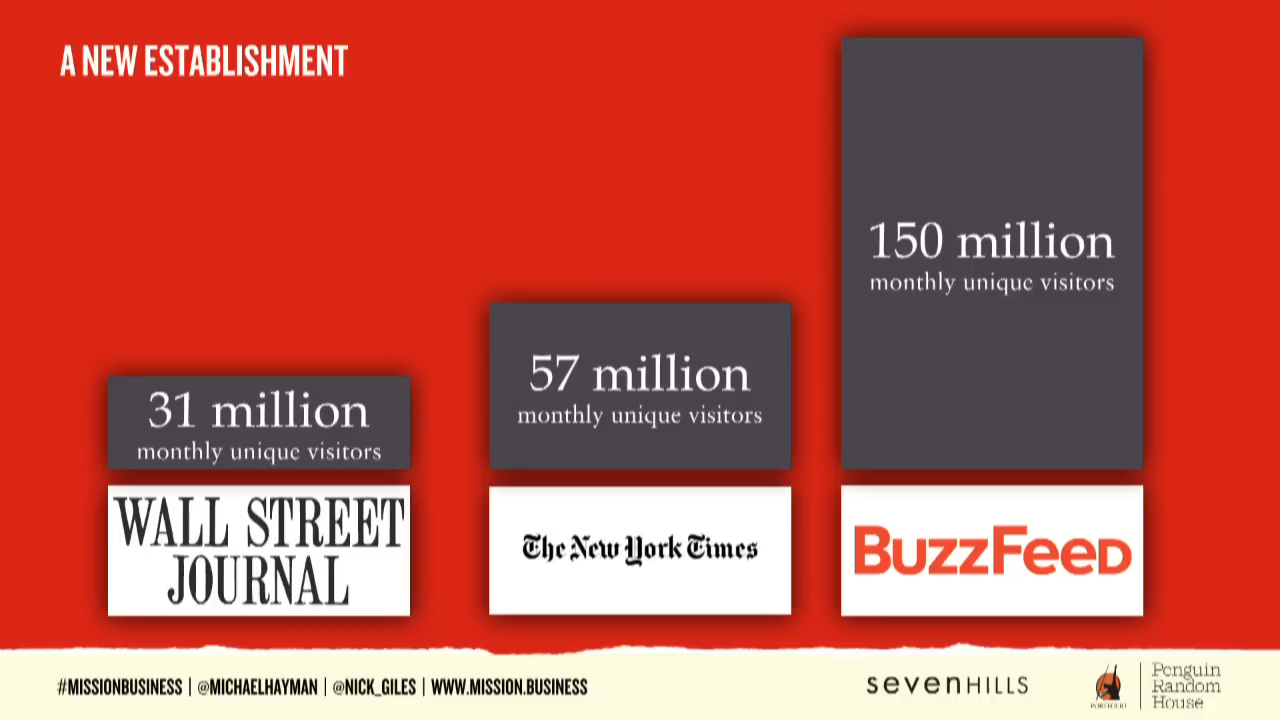 A NEW ESTABLISHMENT
150 million
monthly unique visitors
57 million
monthly unique visitors
31 million
monthly unique visitors
WALL STREET
JOURNAL
The New York Times
BuzzFeed
#MISSIONBUSINESS | @MICHAELHAYMAN | @NICK_GILES | WWW.MISSION.BUSINESS
sevenHILLS
PORTFOLIO
Penguin
Random
House